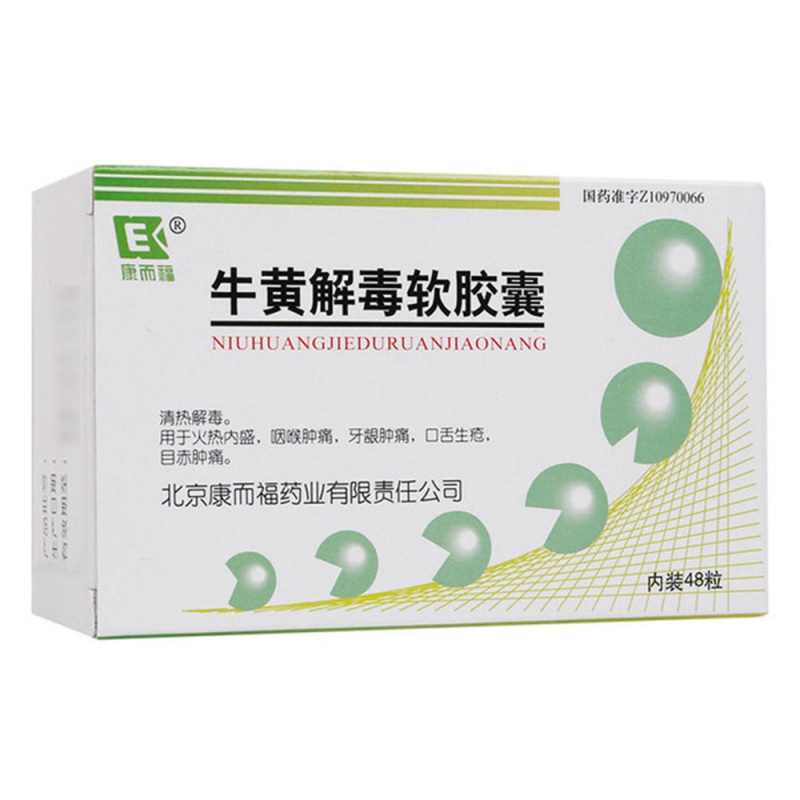 国药准字Z10970066
EK®
康而福
牛黄解毒软胶囊
NIUHUANGJIEDURUANJIAONANG
清热解毒。
用于火热内盛，咽喉肿痛，牙龈肿痛，口舌生疮，
目赤肿痛。
北京康而福药业有限责任公司
内装48粒